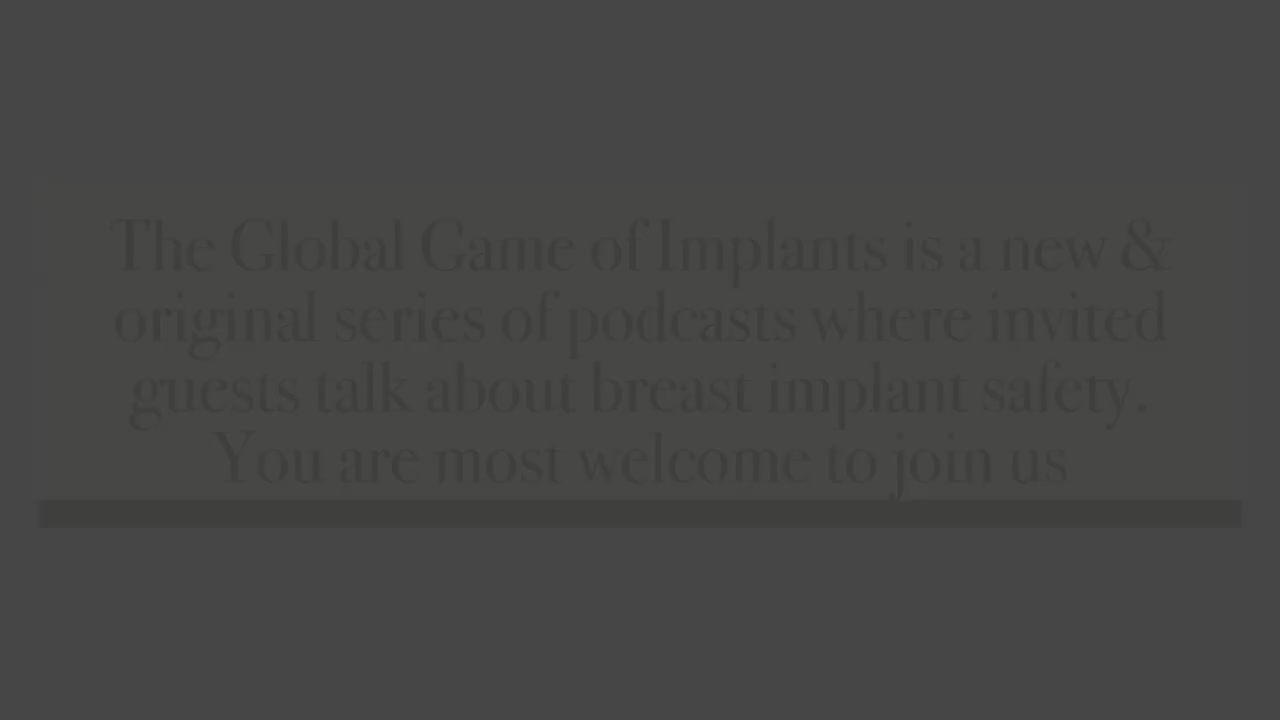 The Global Game of Implants is a new &
original series of podcasts where invited
guests talk about breast implant safety.
You are most welcome to join us